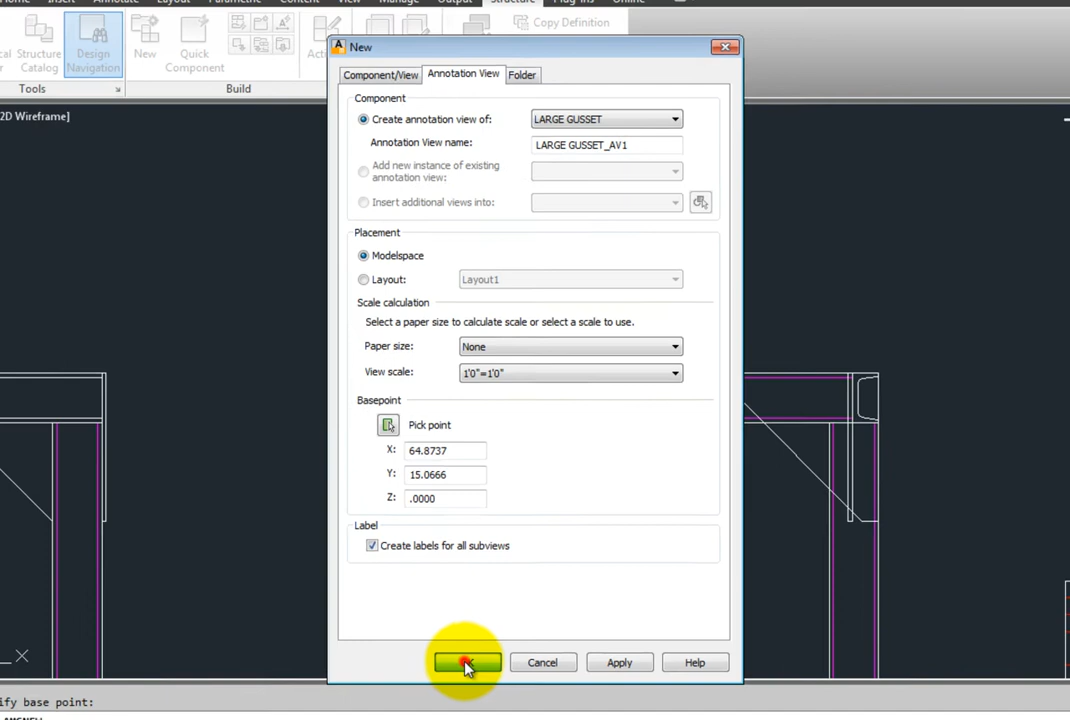 Home Insert Annotate Layout Parametric Content View Manage Output Structure Plug-ins Online
Structure
Catalog
Design
Navigation
New
Quick
Component
Copy Definition
Tools
Build
2D Wireframe]
New
Component/View Annotation View Folder
Component
Create annotation view of: LARGE GUSSET
Annotation View name: LARGE GUSSET_AV1
Add new instance of existing
annotation view:
Insert additional views into:
Placement
Modelspace
Layout: Layout1
Scale calculation
Select a paper size to calculate scale or select a scale to use.
Paper size: None
View scale: 1'0"=1'0"
Basepoint
Pick point
X: 64.8737
Y: 15.0666
Z: .0000
Label
Create labels for all subviews
Cancel Apply Help
X
ify base point: